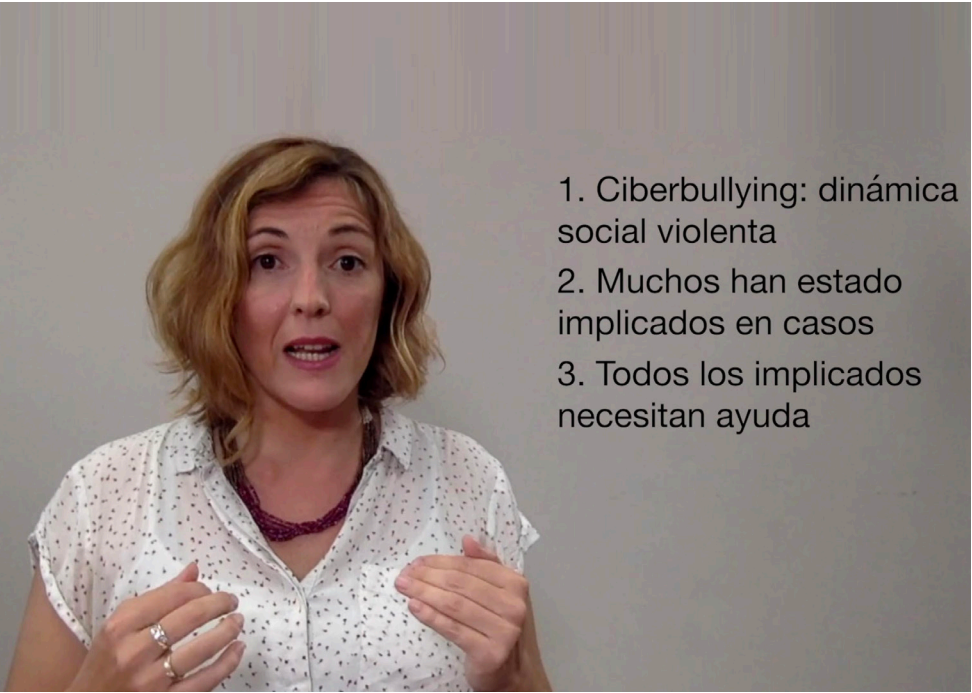 1. Ciberbullying: dinámica
social violenta
2. Muchos han estado
implicados en casos
3. Todos los implicados
necesitan ayuda